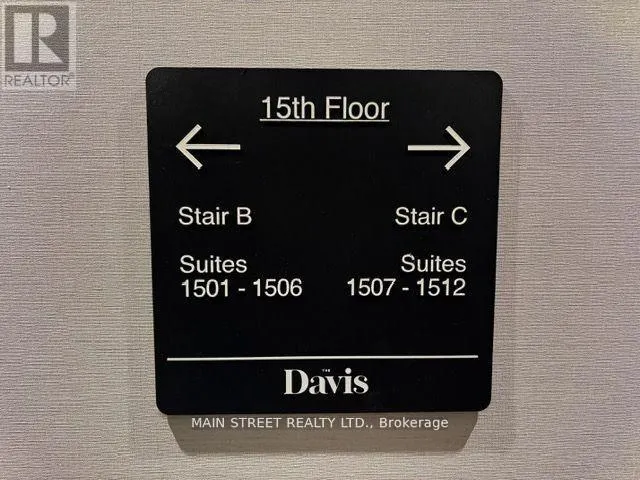 R
REALTOR®
15th Floor
← →
Stair B Stair C
Suites Suites
1501 - 1506 1507 - 1512
THE
Davis
MAIN STREET REALTY LTD., Brokerage